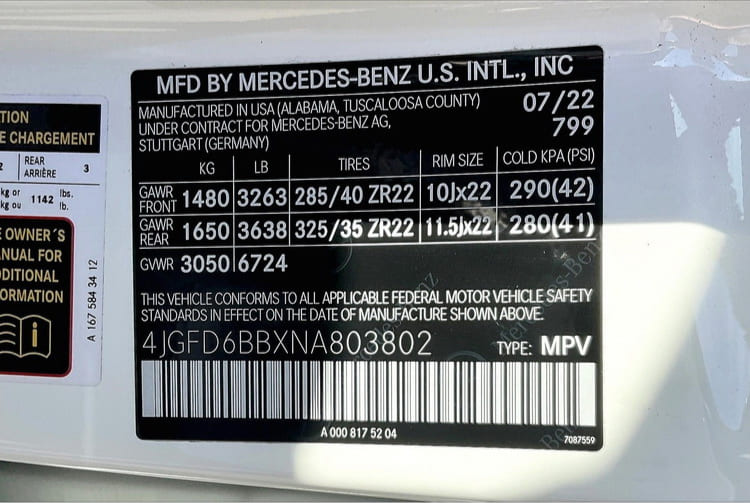 TION
E CHARGEMENT
2 REAR ARRIÈRE 3
kg or 1142 lbs.
kg ou lb.
E OWNER´S
NUAL FOR
DITIONAL
ORMATION
i
A 167 584 34 12
MFD BY MERCEDES-BENZ U.S. INTL., INC
MANUFACTURED IN USA (ALABAMA, TUSCALOOSA COUNTY) 07/22
UNDER CONTRACT FOR MERCEDES-BENZ AG, 799
STUTTGART (GERMANY)
KG LB TIRES RIM SIZE COLD KPA (PSI)
GAWR FRONT 1480 3263 285/40 ZR22 10Jx22 290(42)
GAWR REAR 1650 3638 325/35 ZR22 11.5Jx22 280(41)
GVWR 3050 6724
THIS VEHICLE CONFORMS TO ALL APPLICABLE FEDERAL MOTOR VEHICLE SAFETY
STANDARDS IN EFFECT ON THE DATE OF MANUFACTURE SHOWN ABOVE.
4JGFD6BBXNA803802 TYPE: MPV
A 000 817 52 04
7087559